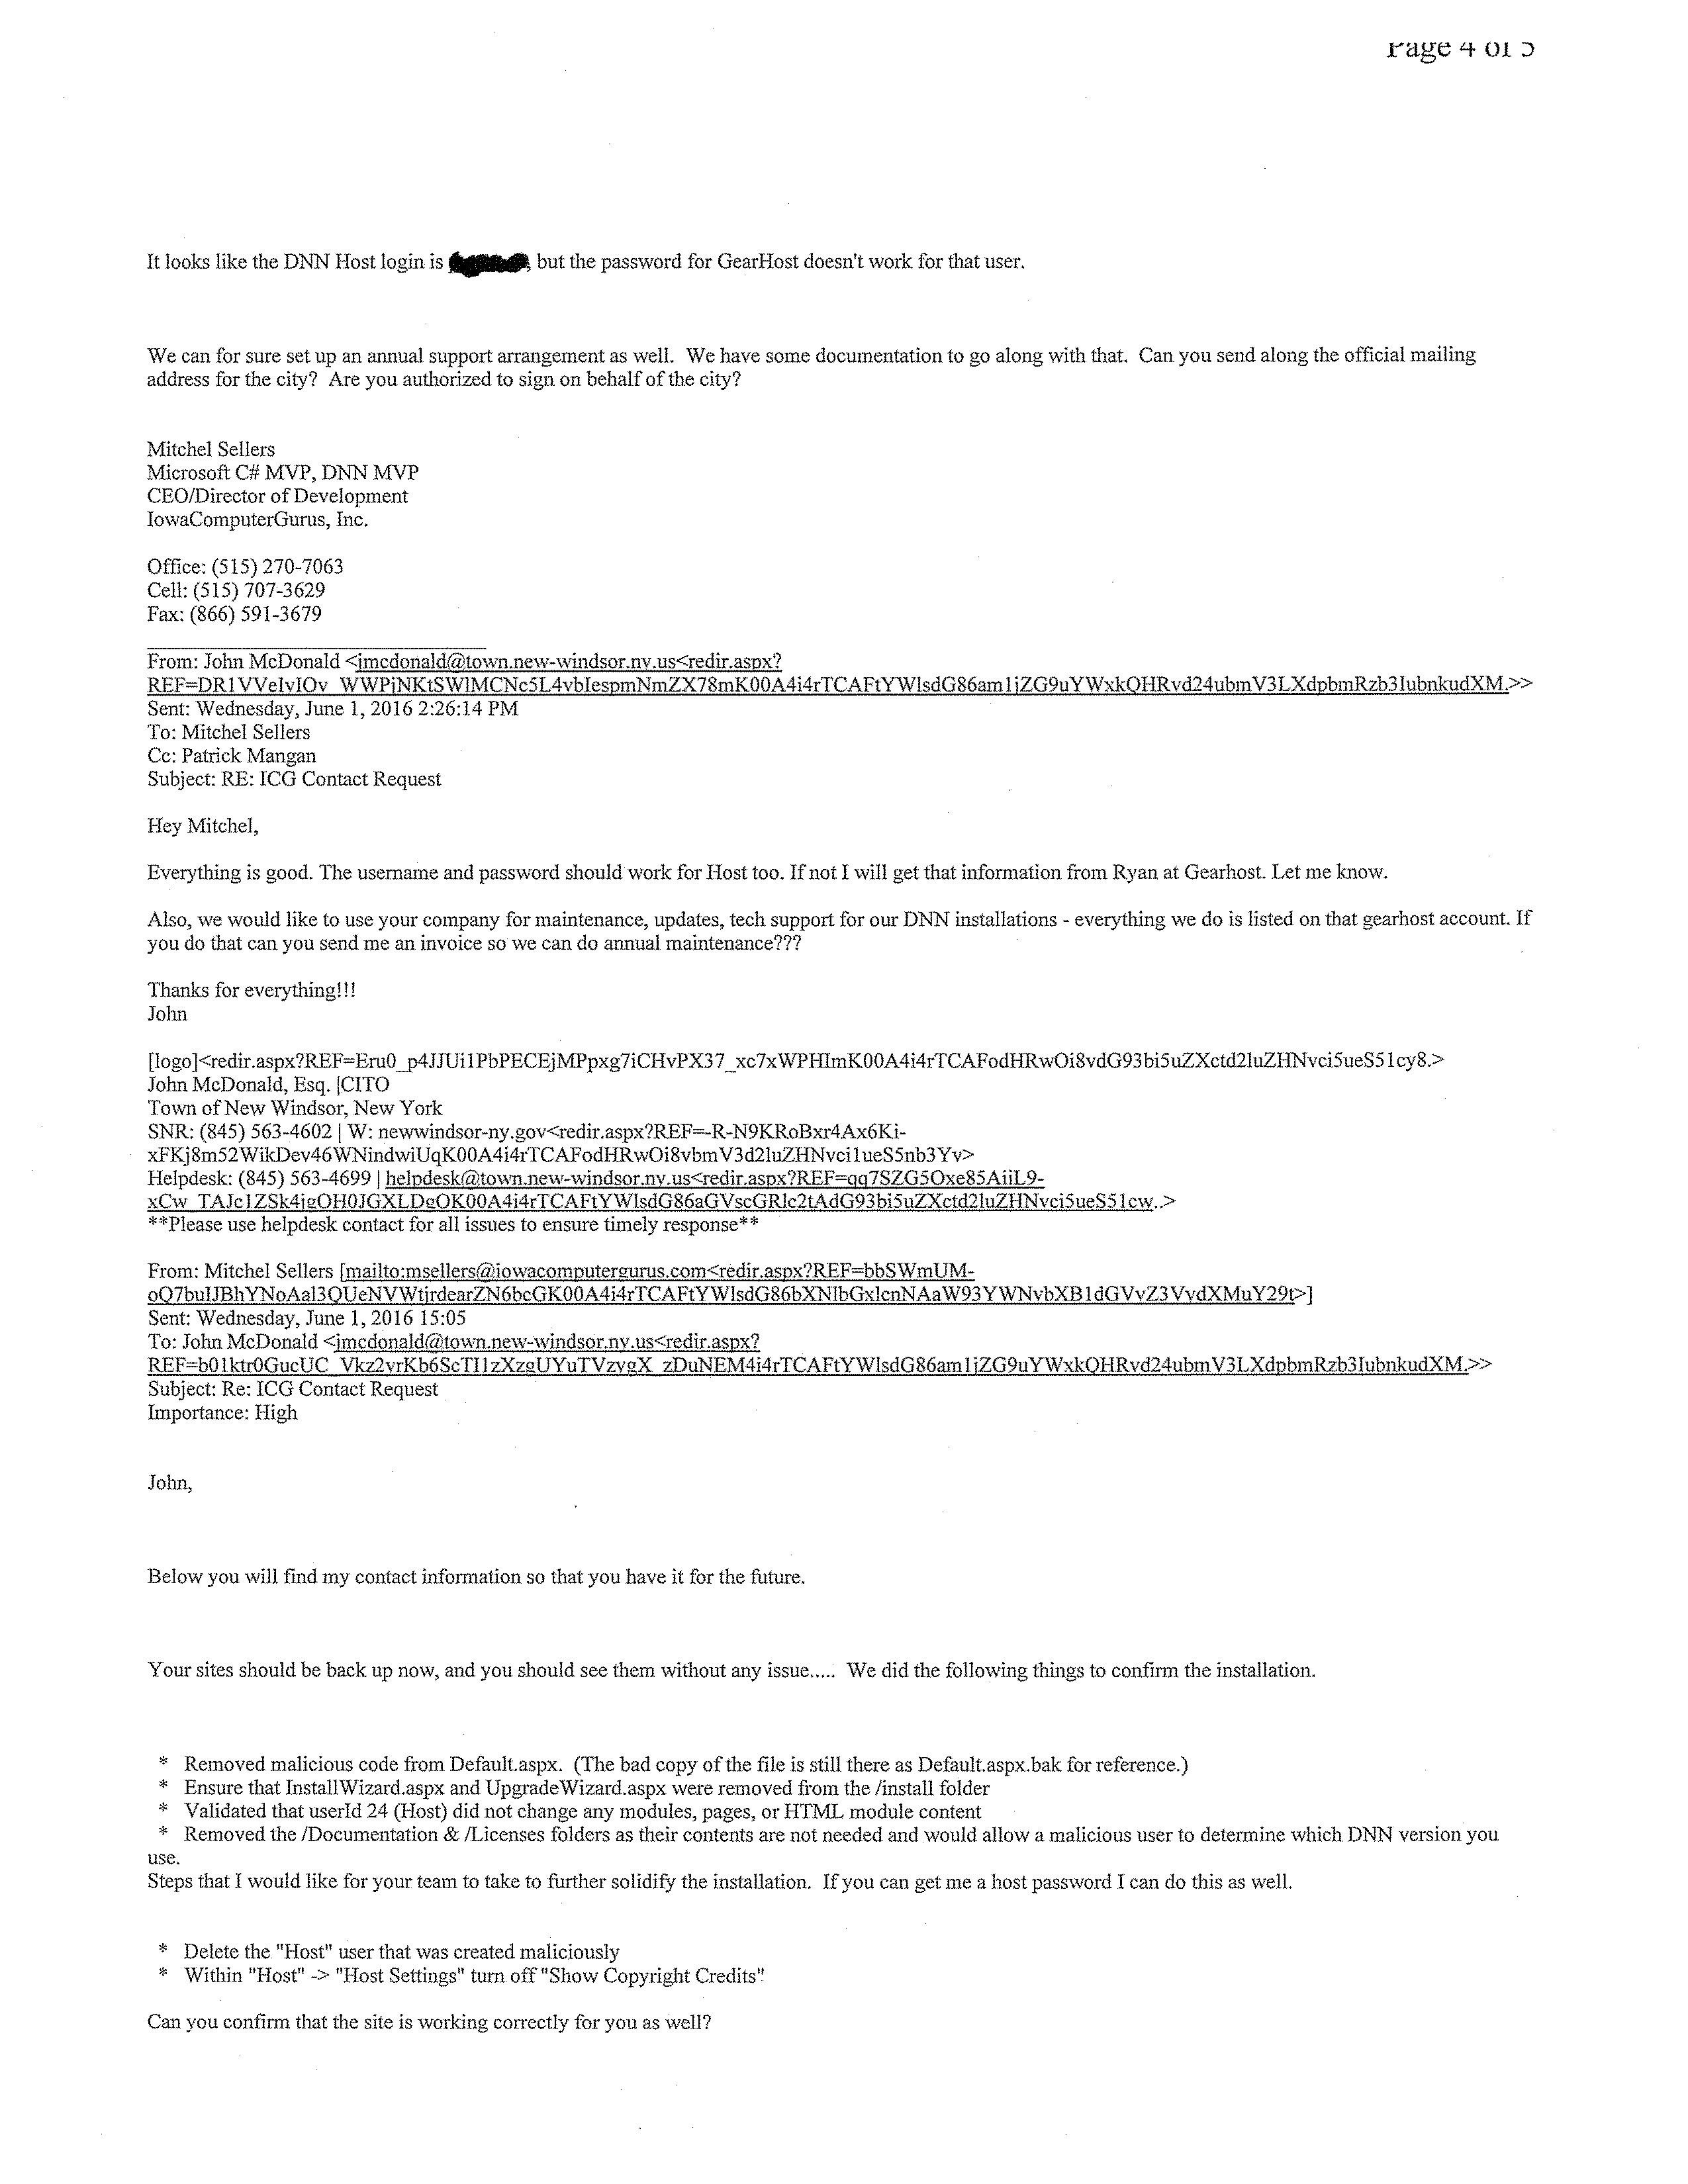 Page 4 of 5
It looks like the DNN Host login is , but the password for GearHost doesn't work for that user.
We can for sure set up an annual support arrangement as well. We have some documentation to go along with that. Can you send along the official mailing
address for the city? Are you authorized to sign on behalf of the city?
Mitchel Sellers
Microsoft C# MVP, DNN MVP
CEO/Director of Development
IowaComputerGurus, Inc.
Office: (515) 270-7063
Cell: (515) 707-3629
Fax: (866) 591-3679
From: John McDonald <jmcdonald@town.new-windsor.ny.us<redir.aspx?
REF=DR1VVeIvIOv_WWPjNKtSWlMCNc5L4vbIespmNmZX78mK00A4i4rTCAFtYWlsdG86am1jZG9uYWxkQHRvd24ubmV3LXdpbmRzb3IubnkudXM.>>
Sent: Wednesday, June 1, 2016 2:26:14 PM
To: Mitchel Sellers
Cc: Patrick Mangan
Subject: RE: ICG Contact Request
Hey Mitchel,
Everything is good. The username and password should work for Host too. If not I will get that information from Ryan at Gearhost. Let me know.
Also, we would like to use your company for maintenance, updates, tech support for our DNN installations - everything we do is listed on that gearhost account. If
you do that can you send me an invoice so we can do annual maintenance???
Thanks for everything!!!
John
[logo]<redir.aspx?REF=Eru0_p4JJUi1PbPECEjMPpxg7iCHvPX37_xc7xWPHImK00A4i4rTCAFodHRwOi8vdG93bi5uZXctd2luZHNvci5ueS51cy8.>
John McDonald, Esq. |CITO
Town of New Windsor, New York
SNR: (845) 563-4602 | W: newwindsor-ny.gov<redir.aspx?REF=-R-N9KRoBxr4Ax6Ki-
xFKj8m52WikDev46WNindwiUqK00A4i4rTCAFodHRwOi8vbmV3d2luZHNvci1ueS5nb3Yv>
Helpdesk: (845) 563-4699 | helpdesk@town.new-windsor.ny.us<redir.aspx?REF=qq7SZG5Oxe85AiiL9-
xCw_TAJc1ZSk4jgOH0JGXLDgOK00A4i4rTCAFtYWlsdG86aGVscGRlc2tAdG93bi5uZXctd2luZHNvci5ueS51cw..>
**Please use helpdesk contact for all issues to ensure timely response**
From: Mitchel Sellers [mailto:msellers@iowacomputergurus.com<redir.aspx?REF=bbSWmUM-
oQ7buIJBhYNoAal3QUeNVWtjrdearZN6bcGK00A4i4rTCAFtYWlsdG86bXNlbGxlcnNAaW93YWNvbXB1dGVvZ3VvdXMuY29t>]
Sent: Wednesday, June 1, 2016 15:05
To: John McDonald <jmcdonald@town.new-windsor.ny.us<redir.aspx?
REF=b01ktr0GucUC_Vkz2vrKb6ScTI1zXzgUYuTVzygX_zDuNEM4i4rTCAFtYWlsdG86am1jZG9uYWxkQHRvd24ubmV3LXdpbmRzb3IubnkudXM.>>
Subject: Re: ICG Contact Request
Importance: High
John,
Below you will find my contact information so that you have it for the future.
Your sites should be back up now, and you should see them without any issue..... We did the following things to confirm the installation.
* Removed malicious code from Default.aspx. (The bad copy of the file is still there as Default.aspx.bak for reference.)
* Ensure that InstallWizard.aspx and UpgradeWizard.aspx were removed from the /install folder
* Validated that userId 24 (Host) did not change any modules, pages, or HTML module content
* Removed the /Documentation & /Licenses folders as their contents are not needed and would allow a malicious user to determine which DNN version you
use.
Steps that I would like for your team to take to further solidify the installation. If you can get me a host password I can do this as well.
* Delete the "Host" user that was created maliciously
* Within "Host" -> "Host Settings" turn off "Show Copyright Credits"
Can you confirm that the site is working correctly for you as well?